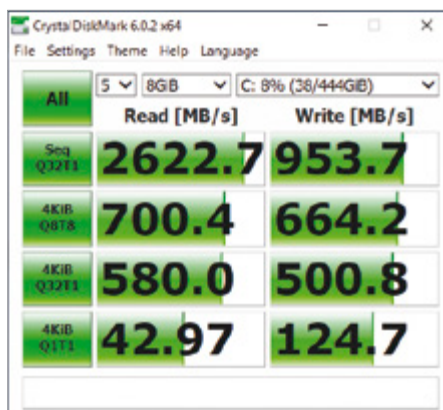 CrystalDiskMark 6.0.2 x64
File Settings Theme Help Language
All 5 8GiB C: 8% (38/444GiB)
Read [MB/s] Write [MB/s]
Seq Q32T1 2622.7 953.7
4KiB Q8T8 700.4 664.2
4KiB Q32T1 580.0 500.8
4KiB Q1T1 42.97 124.7